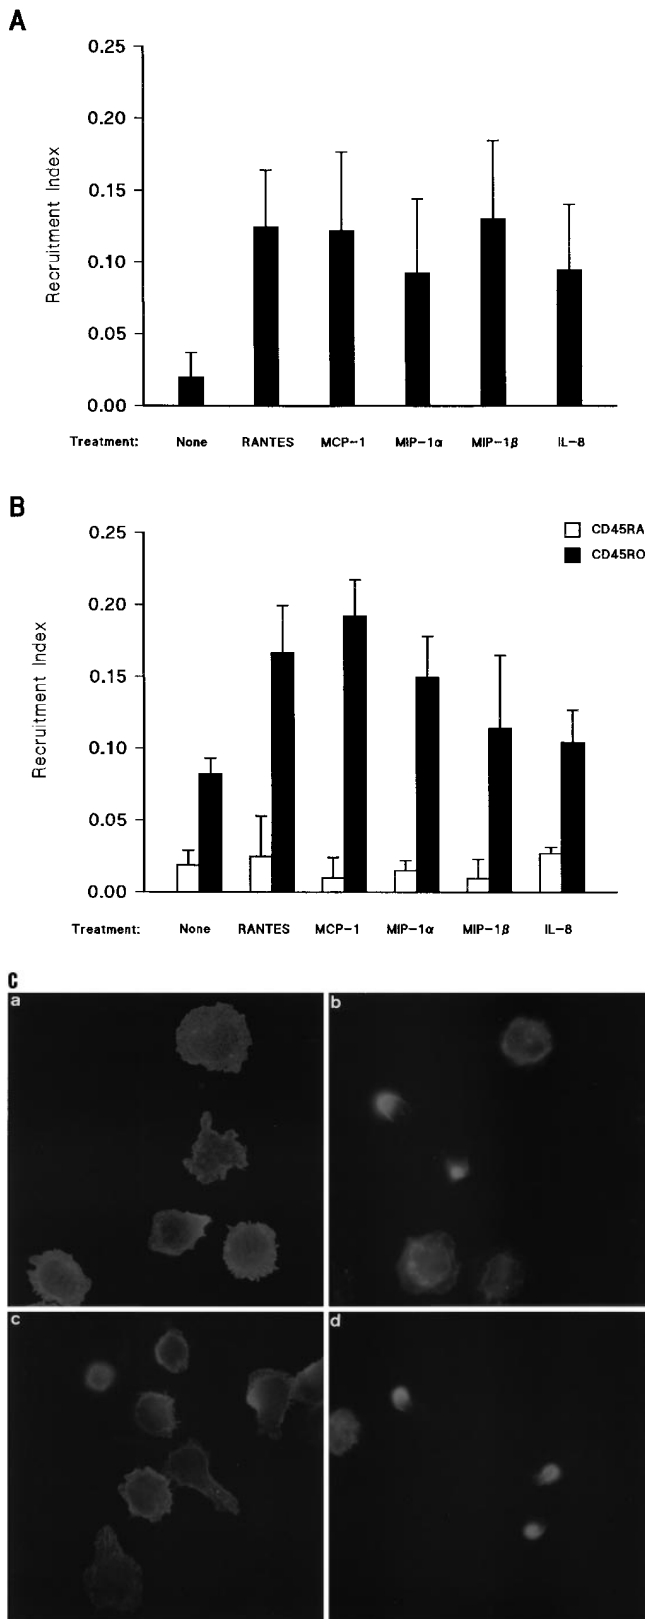 A
0.25
0.20
0.15
0.10
0.05
0.00
Recruitment Index
Treatment: None RANTES MCP-1 MIP-1α MIP-1β IL-8
B
CD45RA
CD45RO
0.25
0.20
0.15
0.10
0.05
0.00
Recruitment Index
Treatment: None RANTES MCP-1 MIP-1α MIP-1β IL-8
C
a
b
c
d